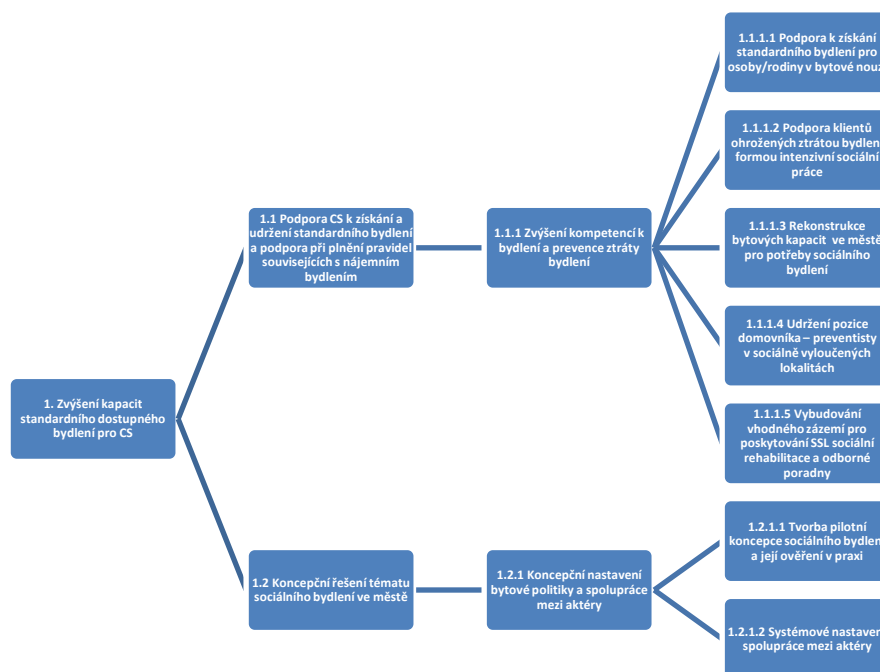 1. Zvýšení kapacit
standardního dostupného
bydlení pro CS
1.1 Podpora CS k získání a
udržení standardního bydlení
a podpora při plnění pravidel
souvisejících s nájemním
bydlením
1.1.1 Zvýšení kompetencí k
bydlení a prevence ztráty
bydlení
1.1.1.1 Podpora k získání
standardního bydlení pro
osoby/rodiny v bytové nouz
1.1.1.2 Podpora klientů
ohrožených ztrátou bydlen
formou intenzivní sociální
práce
1.1.1.3 Rekonstrukce
bytových kapacit ve městě
pro potřeby sociálního
bydlení
1.1.1.4 Udržení pozice
domovníka – preventisty
v sociálně vyloučených
lokalitách
1.1.1.5 Vybudování
vhodného zázemí pro
poskytování SSL sociální
rehabilitace a odborné
poradny
1.2 Koncepční řešení tématu
sociálního bydlení ve městě
1.2.1 Koncepční nastavení
bytové politiky a spolupráce
mezi aktéry
1.2.1.1 Tvorba pilotní
koncepce sociálního bydlen
a její ověření v praxi
1.2.1.2 Systémové nastaven
spolupráce mezi aktéry